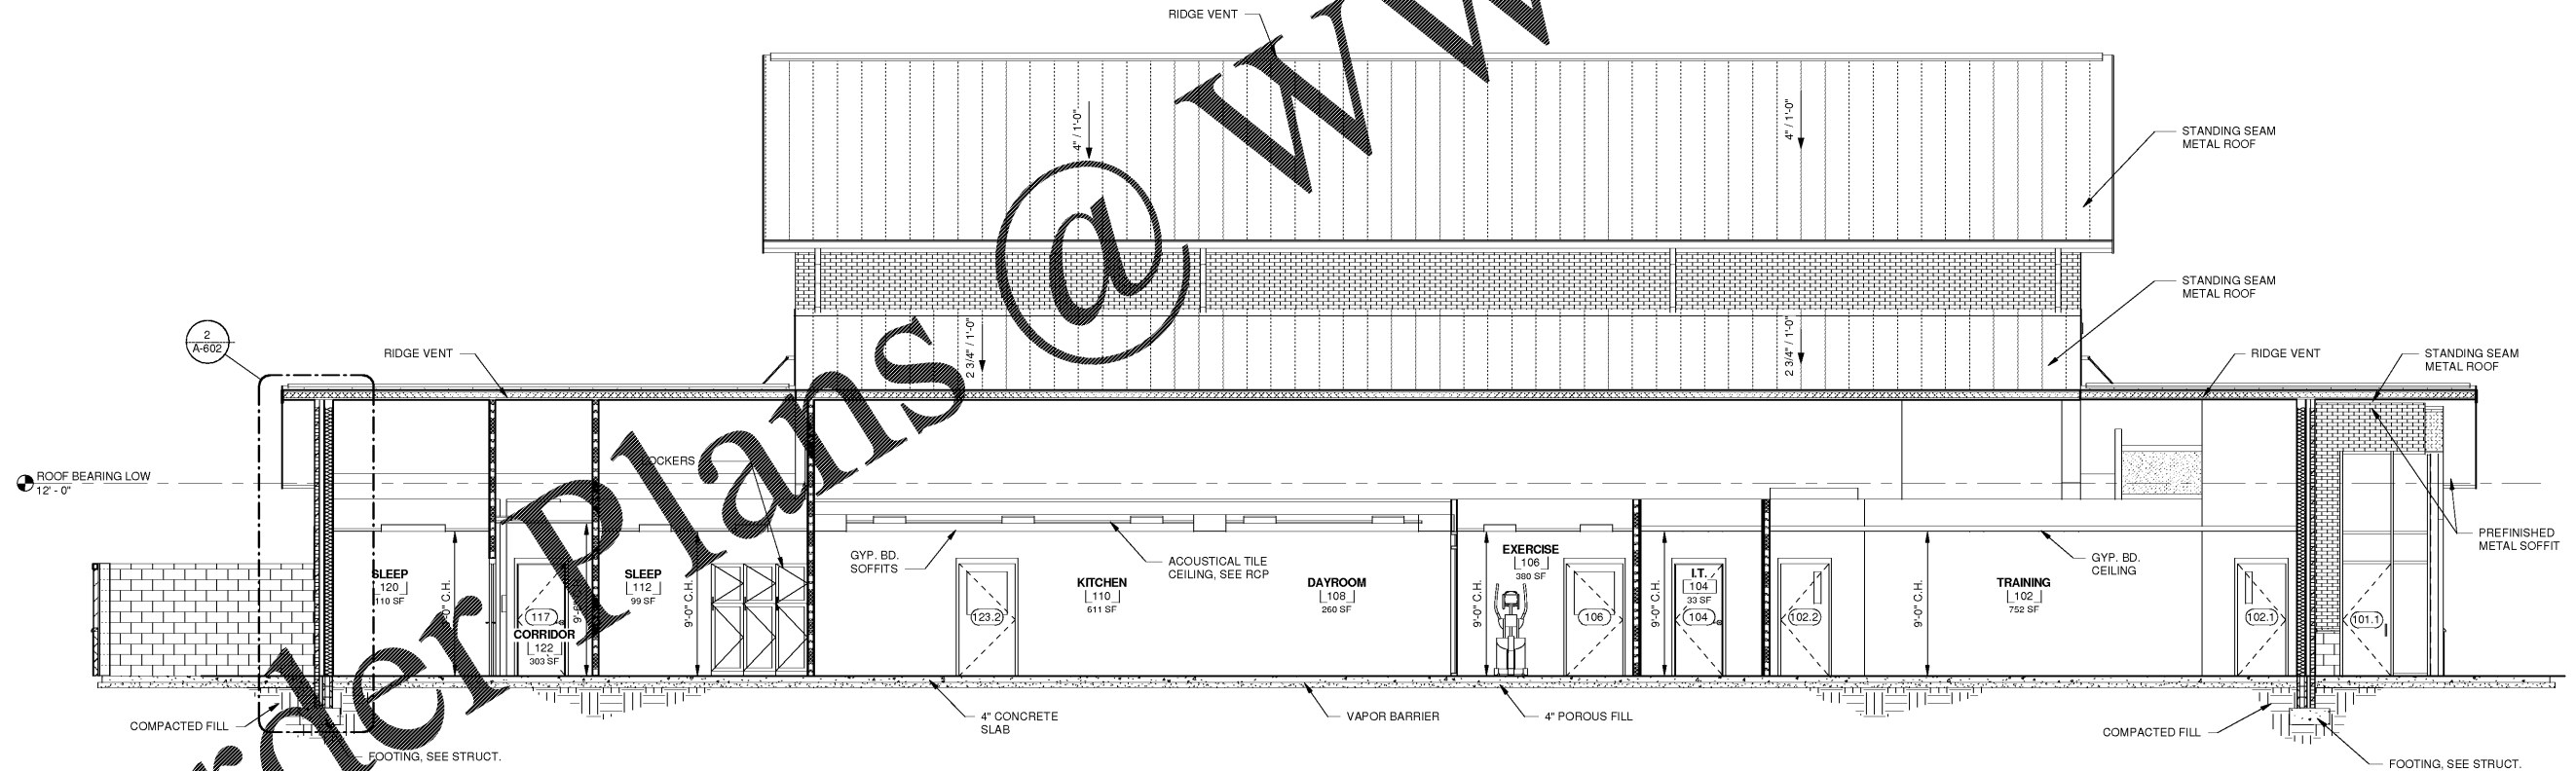 RIDGE VENT
4" / 1'-0"
4" / 1'-0"
STANDING SEAM
METAL ROOF
STANDING SEAM
METAL ROOF
2
A-602
RIDGE VENT
2 3/4" / 1'-0"
2 3/4" / 1'-0"
RIDGE VENT
STANDING SEAM
METAL ROOF
ROOF BEARING LOW
12' - 0"
LOCKERS
GYP. BD.
SOFFITS
ACOUSTICAL TILE
CEILING, SEE RCP
GYP. BD.
CEILING
PREFINISHED
METAL SOFFIT
SLEEP
120
110 SF
9'-0" C.H.
117
CORRIDOR
122
303 SF
SLEEP
112
99 SF
9'-0" C.H.
123.2
KITCHEN
110
611 SF
DAYROOM
108
260 SF
9'-0" C.H.
EXERCISE
106
380 SF
106
9'-0" C.H.
I.T.
104
33 SF
104
102.2
9'-0" C.H.
TRAINING
102
752 SF
102.1
101.1
COMPACTED FILL
FOOTING, SEE STRUCT.
4" CONCRETE
SLAB
VAPOR BARRIER
4" POROUS FILL
COMPACTED FILL
FOOTING, SEE STRUCT.
rder Plans @ ww